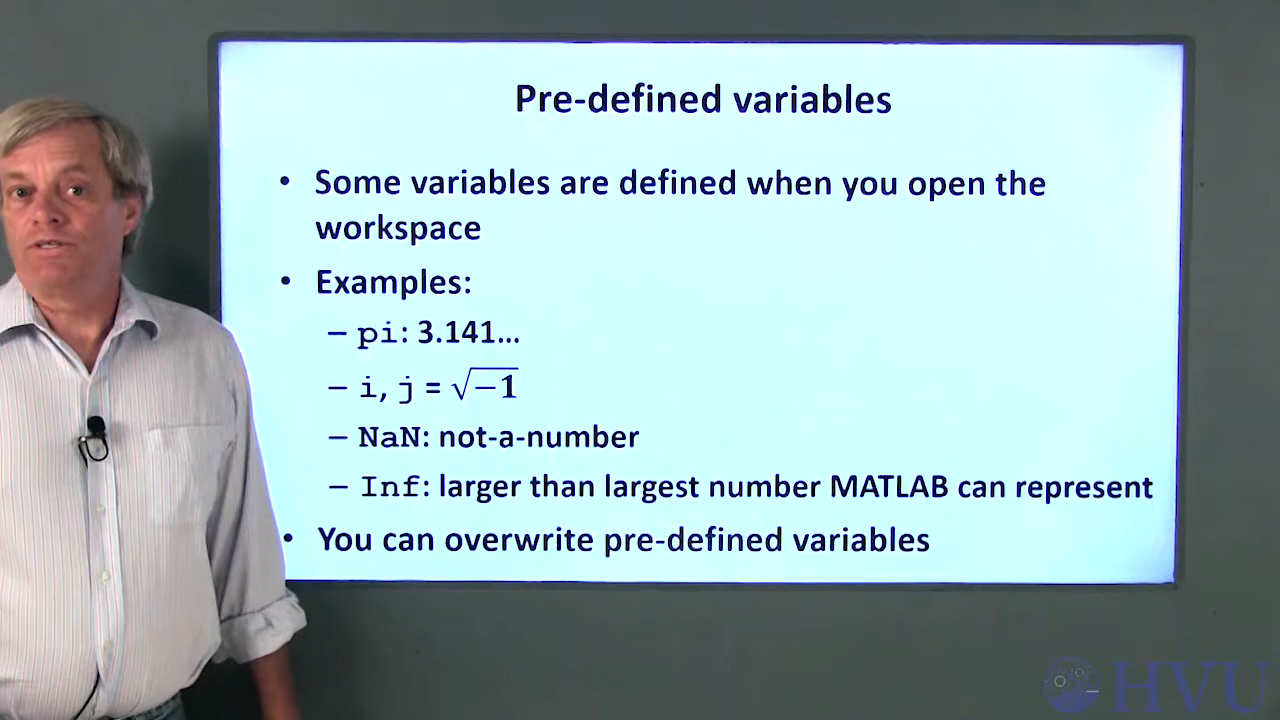 Pre-defined variables
• Some variables are defined when you open the
workspace
• Examples:
– pi: 3.141…
– i, j = √−1
– NaN: not-a-number
– Inf: larger than largest number MATLAB can represent
• You can overwrite pre-defined variables
HVU